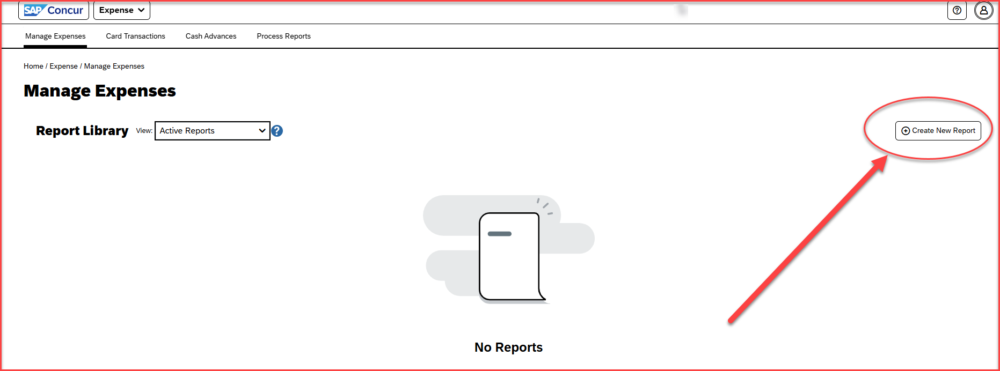 SAP Concur Expense
Manage Expenses Card Transactions Cash Advances Process Reports
Home / Expense / Manage Expenses
Manage Expenses
Report Library View: Active Reports ? Create New Report
No Reports